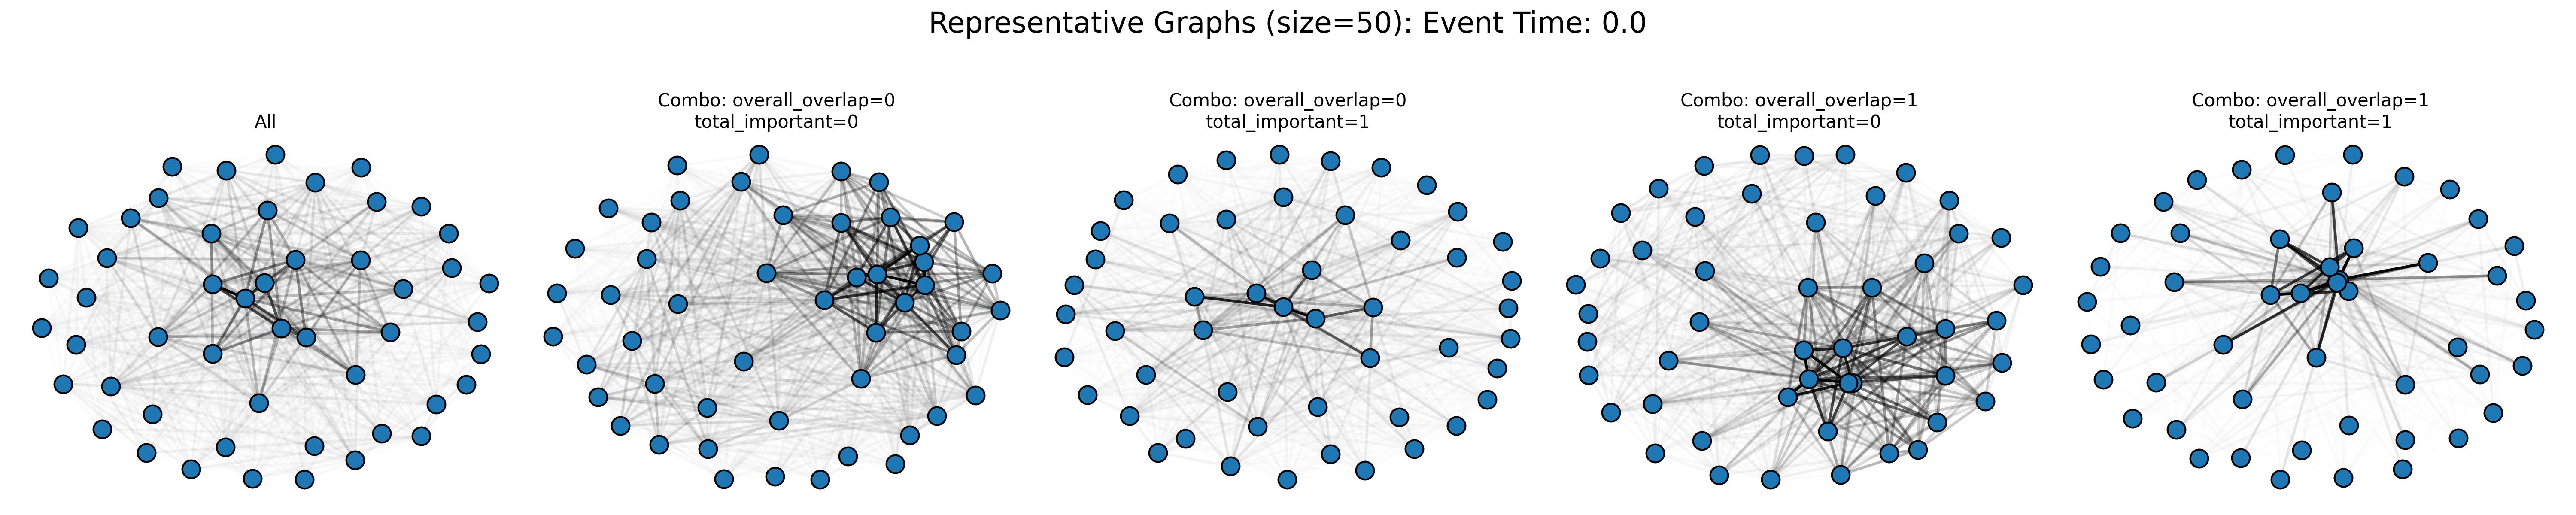 Representative Graphs (size=50): Event Time: 0.0
All
Combo: overall_overlap=0
total_important=0
Combo: overall_overlap=0
total_important=1
Combo: overall_overlap=1
total_important=0
Combo: overall_overlap=1
total_important=1